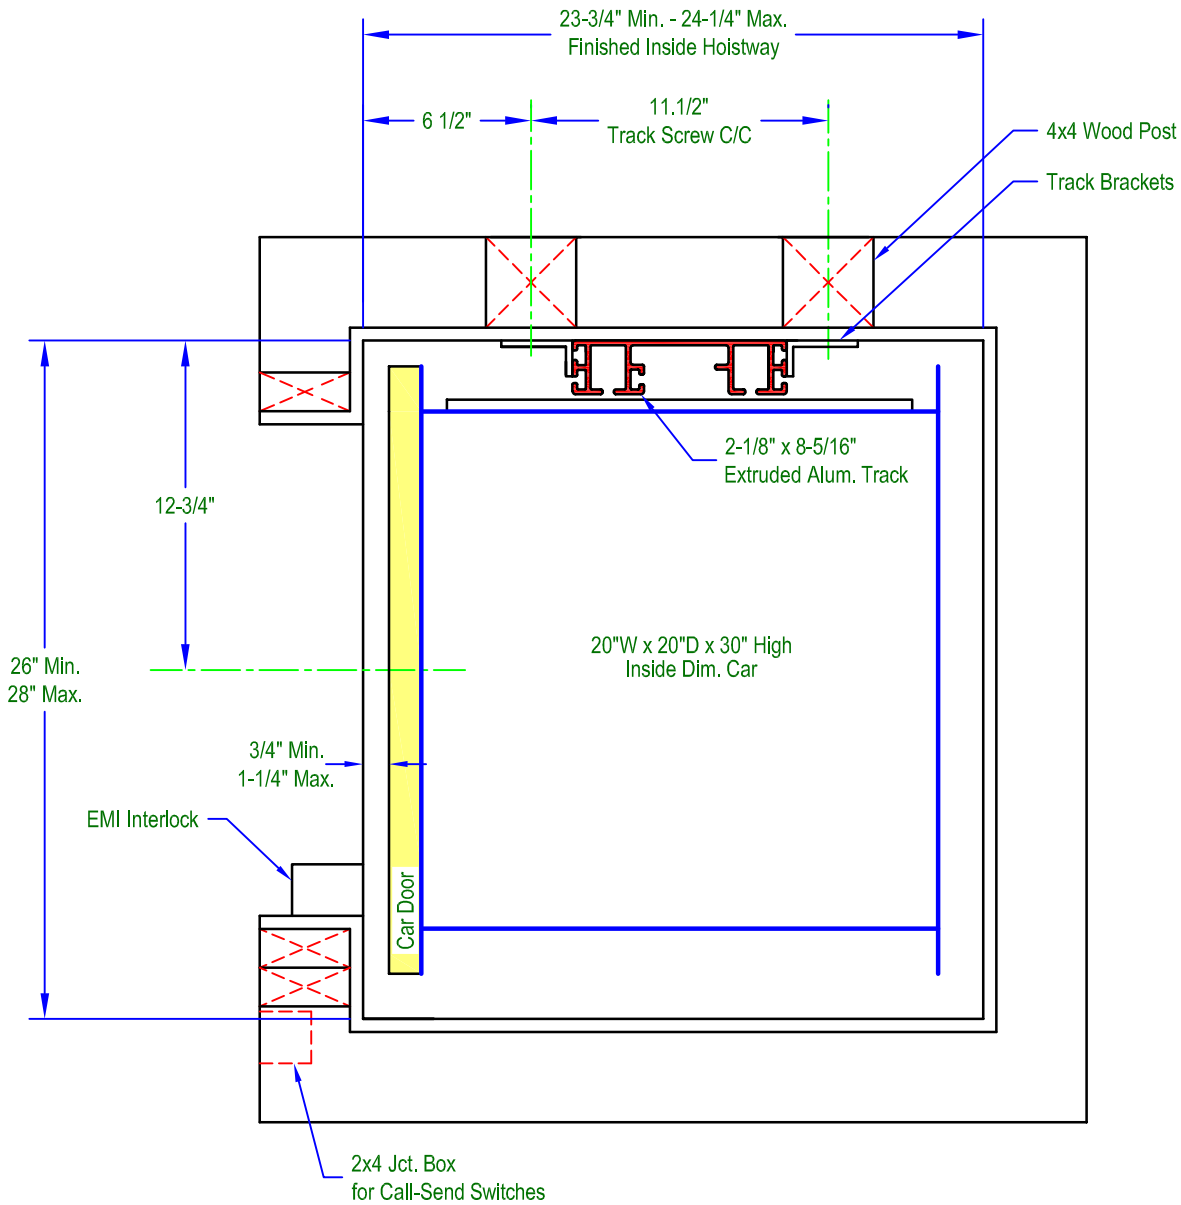 23-3/4" Min. - 24-1/4" Max.
Finished Inside Hoistway
6 1/2"
11.1/2"
Track Screw C/C
4x4 Wood Post
Track Brackets
2-1/8" x 8-5/16"
Extruded Alum. Track
12-3/4"
20"W x 20"D x 30" High
Inside Dim. Car
26" Min.
28" Max.
3/4" Min.
1-1/4" Max.
EMI Interlock
Car Door
2x4 Jct. Box
for Call-Send Switches